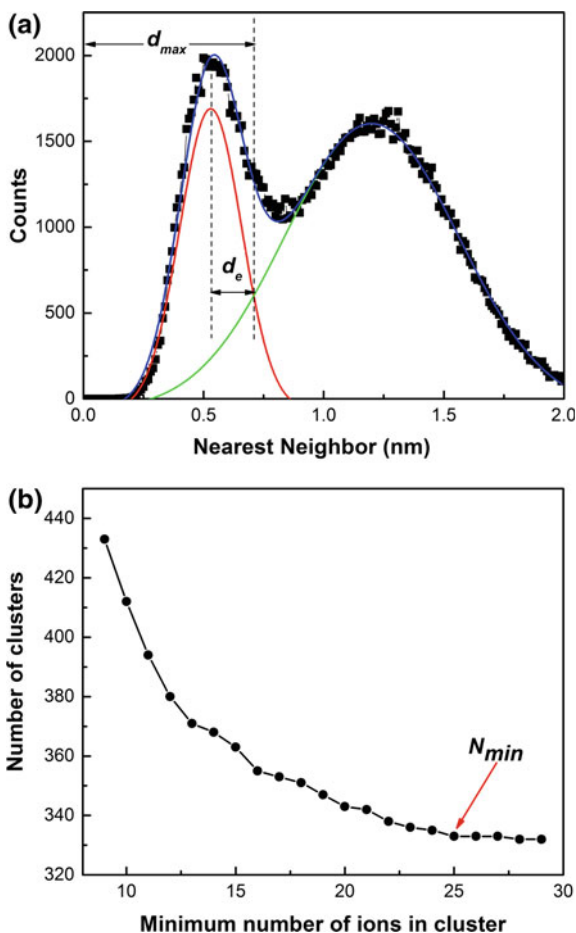 (a)
d_max
2000
1500
1000
500
0
Counts
d_e
0.0 0.5 1.0 1.5 2.0
Nearest Neighbor (nm)
(b)
440
420
400
380
360
340
320
Number of clusters
N_min
10 15 20 25 30
Minimum number of ions in cluster